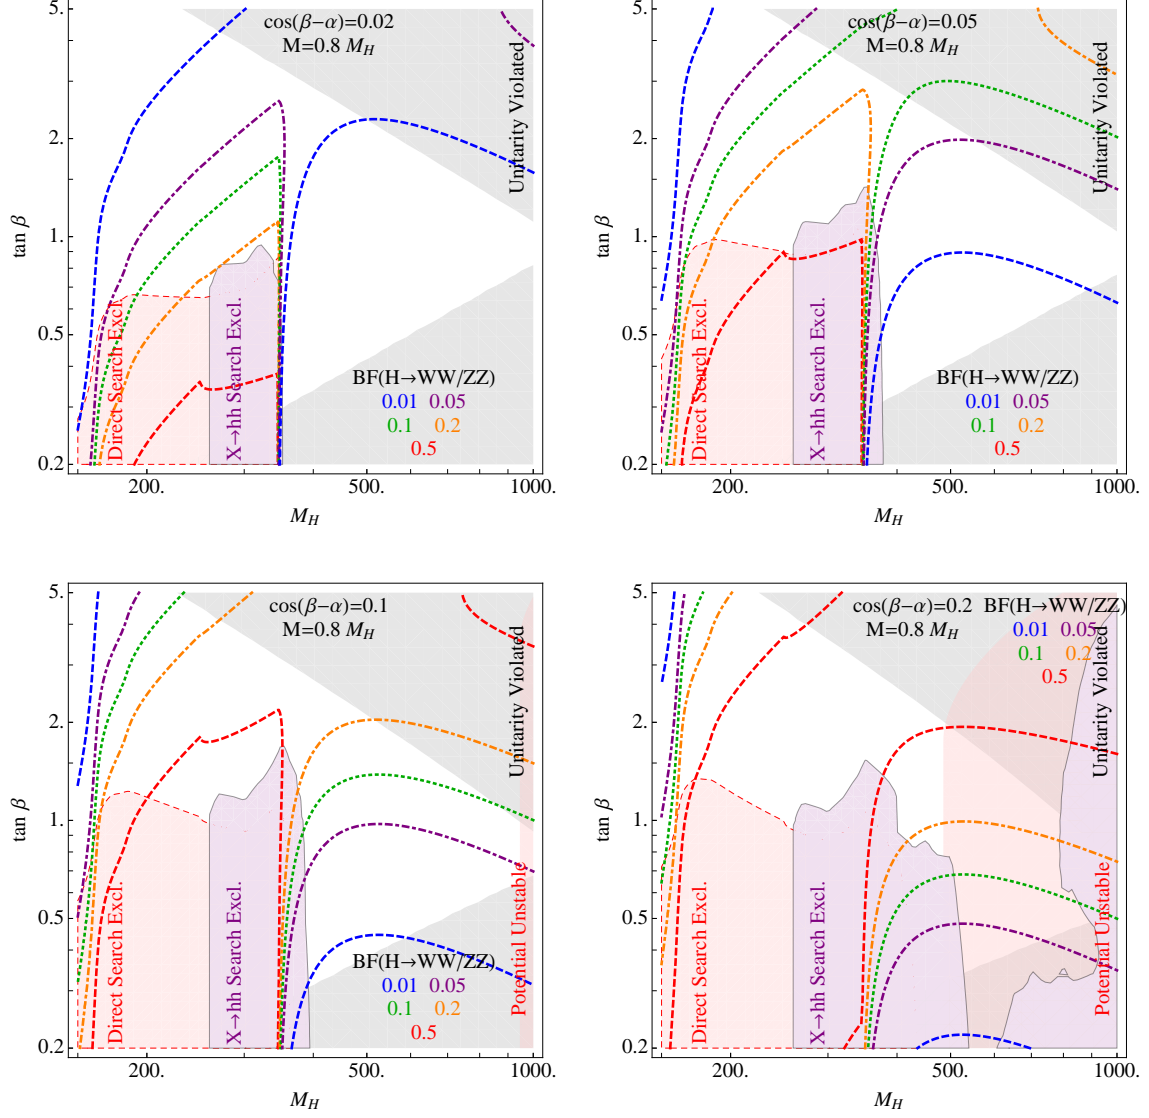 cos(β−α)=0.02
M=0.8 M_H
Unitarity Violated
Direct Search Excl.
X→hh Search Excl.
BF(H→WW/ZZ)
0.01 0.05
0.1 0.2
0.5
tan β
5.
2.
1.
0.5
0.2
200. 500. 1000.
M_H
cos(β−α)=0.05
M=0.8 M_H
Unitarity Violated
Direct Search Excl.
X→hh Search Excl.
BF(H→WW/ZZ)
0.01 0.05
0.1 0.2
0.5
tan β
5.
2.
1.
0.5
0.2
200. 500. 1000.
M_H
cos(β−α)=0.1
M=0.8 M_H
Unitarity Violated
Direct Search Excl.
X→hh Search Excl.
Potential Unstable
BF(H→WW/ZZ)
0.01 0.05
0.1 0.2
0.5
tan β
5.
2.
1.
0.5
0.2
200. 500. 1000.
M_H
cos(β−α)=0.2 BF(H→WW/ZZ)
M=0.8 M_H
0.01 0.05
0.1 0.2
0.5
Unitarity Violated
Direct Search Excl.
X→hh Search Excl.
Potential Unstable
tan β
5.
2.
1.
0.5
0.2
200. 500. 1000.
M_H